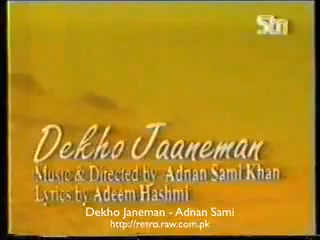 Stn
Dekho Jaaneman
Music & Directed by Adnan Sami Khan
Lyrics by Adeem Hashmi
Dekho Janeman - Adnan Sami
http://retro.raw.com.pk